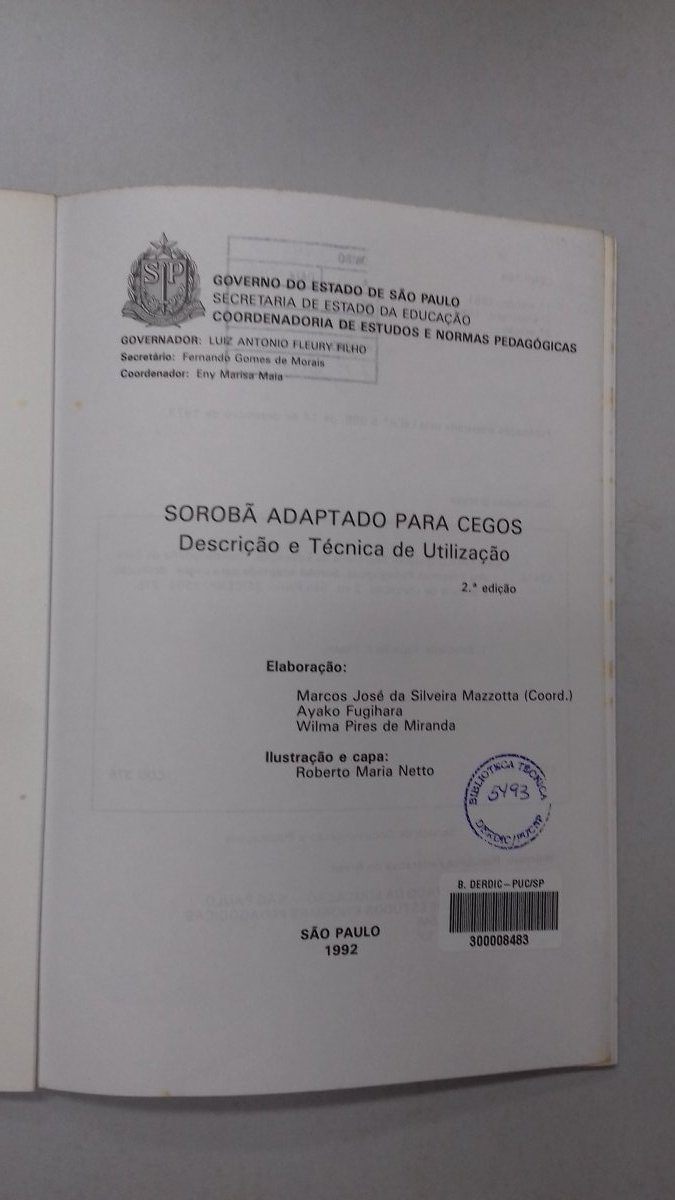 SP
GOVERNO DO ESTADO DE SÃO PAULO
SECRETARIA DE ESTADO DA EDUCAÇÃO
COORDENADORIA DE ESTUDOS E NORMAS PEDAGÓGICAS
GOVERNADOR: LUIZ ANTONIO FLEURY FILHO
Secretário: Fernando Gomes de Morais
Coordenador: Eny Marisa Maia
SOROBÃ ADAPTADO PARA CEGOS
Descrição e Técnica de Utilização
2.ª edição
Elaboração:
Marcos José da Silveira Mazzotta (Coord.)
Ayako Fugihara
Wilma Pires de Miranda
Ilustração e capa:
Roberto Maria Netto
BIBLIOTECA TÉCNICA
5493
DERDIC/PUCSP
B. DERDIC – PUC/SP
300008483
SÃO PAULO
1992